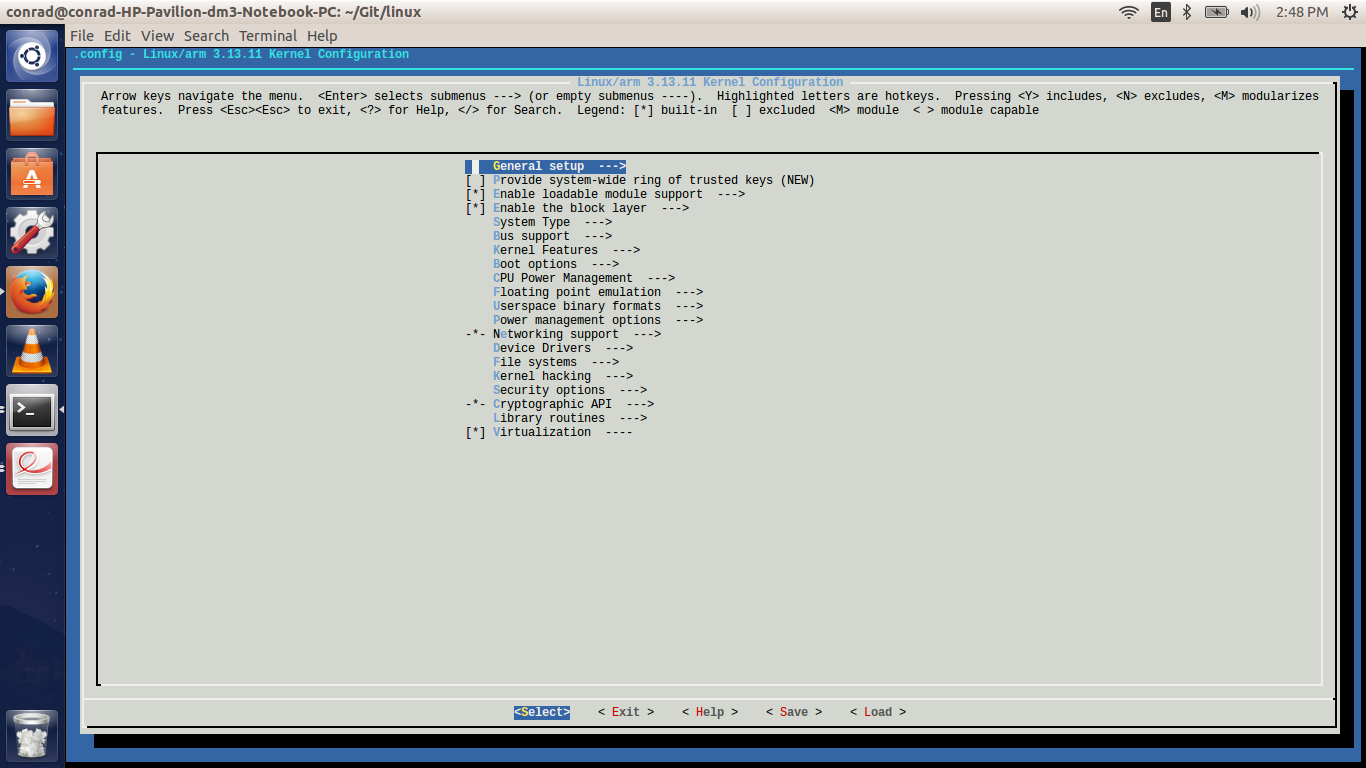 conrad@conrad-HP-Pavilion-dm3-Notebook-PC: ~/Git/linux
En
2:48 PM
File Edit View Search Terminal Help
.config - Linux/arm 3.13.11 Kernel Configuration
Linux/arm 3.13.11 Kernel Configuration
Arrow keys navigate the menu.  <Enter> selects submenus ---> (or empty submenus ----).  Highlighted letters are hotkeys.  Pressing <Y> includes, <N> excludes, <M> modularizes
features.  Press <Esc><Esc> to exit, <?> for Help, </> for Search.  Legend: [*] built-in  [ ] excluded  <M> module  < > module capable
General setup  --->
[ ] Provide system-wide ring of trusted keys (NEW)
[*] Enable loadable module support  --->
[*] Enable the block layer  --->
System Type  --->
Bus support  --->
Kernel Features  --->
Boot options  --->
CPU Power Management  --->
Floating point emulation  --->
Userspace binary formats  --->
Power management options  --->
-*- Networking support  --->
Device Drivers  --->
File systems  --->
Kernel hacking  --->
Security options  --->
-*- Cryptographic API  --->
Library routines  --->
[*] Virtualization  ----
<Select>    < Exit >    < Help >    < Save >    < Load >